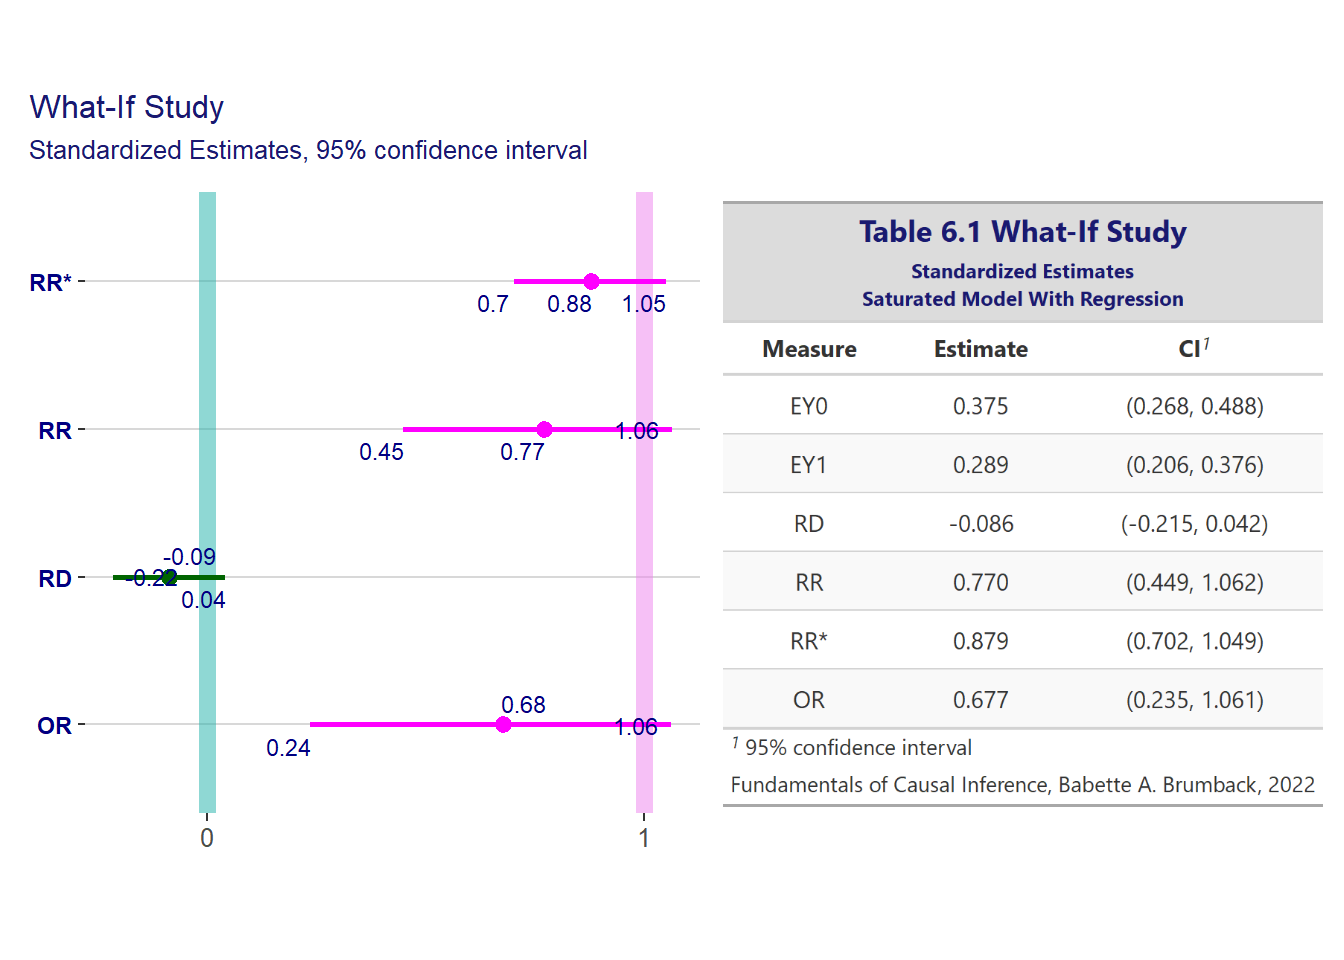 What-If Study
Standardized Estimates, 95% confidence interval
RR*
0.7 0.88 1.05
RR
1.06
0.45 0.77
-0.09
RD
-0.22
0.04
0.68
OR
1.06
0.24
0 1
Table 6.1 What-If Study
Standardized Estimates
Saturated Model With Regression
Measure Estimate CI1
EY0 0.375 (0.268, 0.488)
EY1 0.289 (0.206, 0.376)
RD -0.086 (-0.215, 0.042)
RR 0.770 (0.449, 1.062)
RR* 0.879 (0.702, 1.049)
OR 0.677 (0.235, 1.061)
1 95% confidence interval
Fundamentals of Causal Inference, Babette A. Brumback, 2022